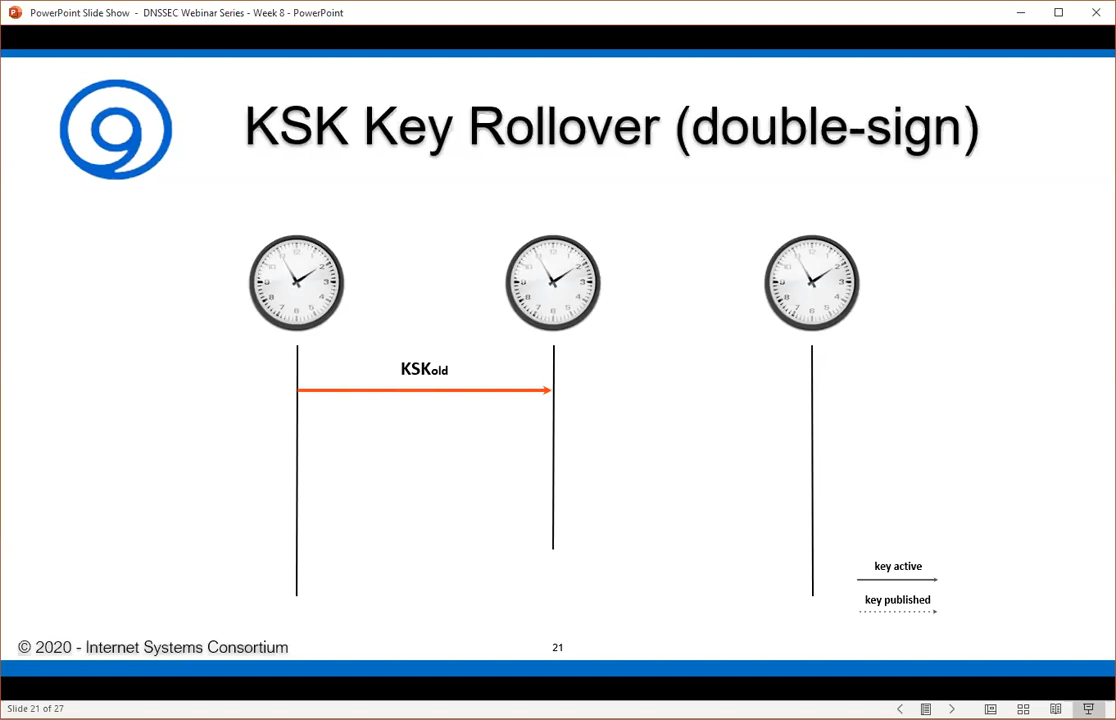 PowerPoint Slide Show - DNSSEC Webinar Series - Week 8 - PowerPoint
KSK Key Rollover (double-sign)
KSKold
key active
key published
© 2020 - Internet Systems Consortium
21
Slide 21 of 27